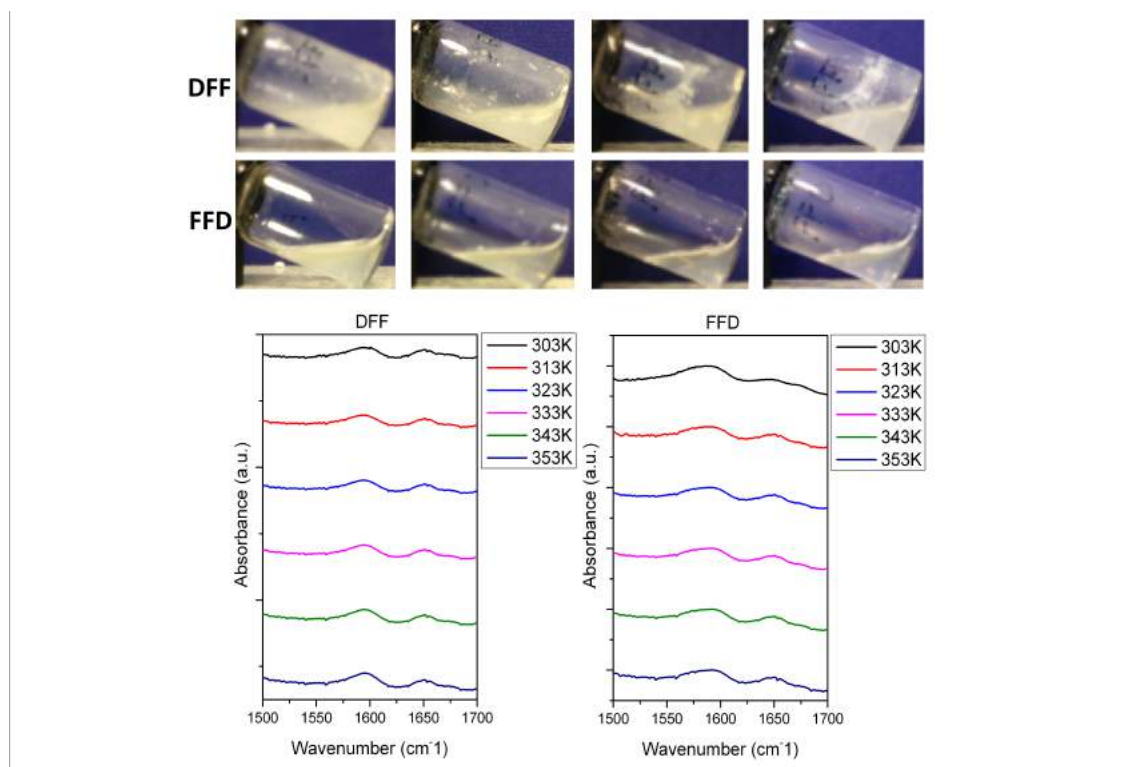 DFF
FFD
DFF
303K
313K
323K
333K
343K
353K
Absorbance (a.u.)
1500 1550 1600 1650 1700
Wavenumber (cm-1)
FFD
303K
313K
323K
333K
343K
353K
Absorbance (a.u.)
1500 1550 1600 1650 1700
Wavenumber (cm-1)